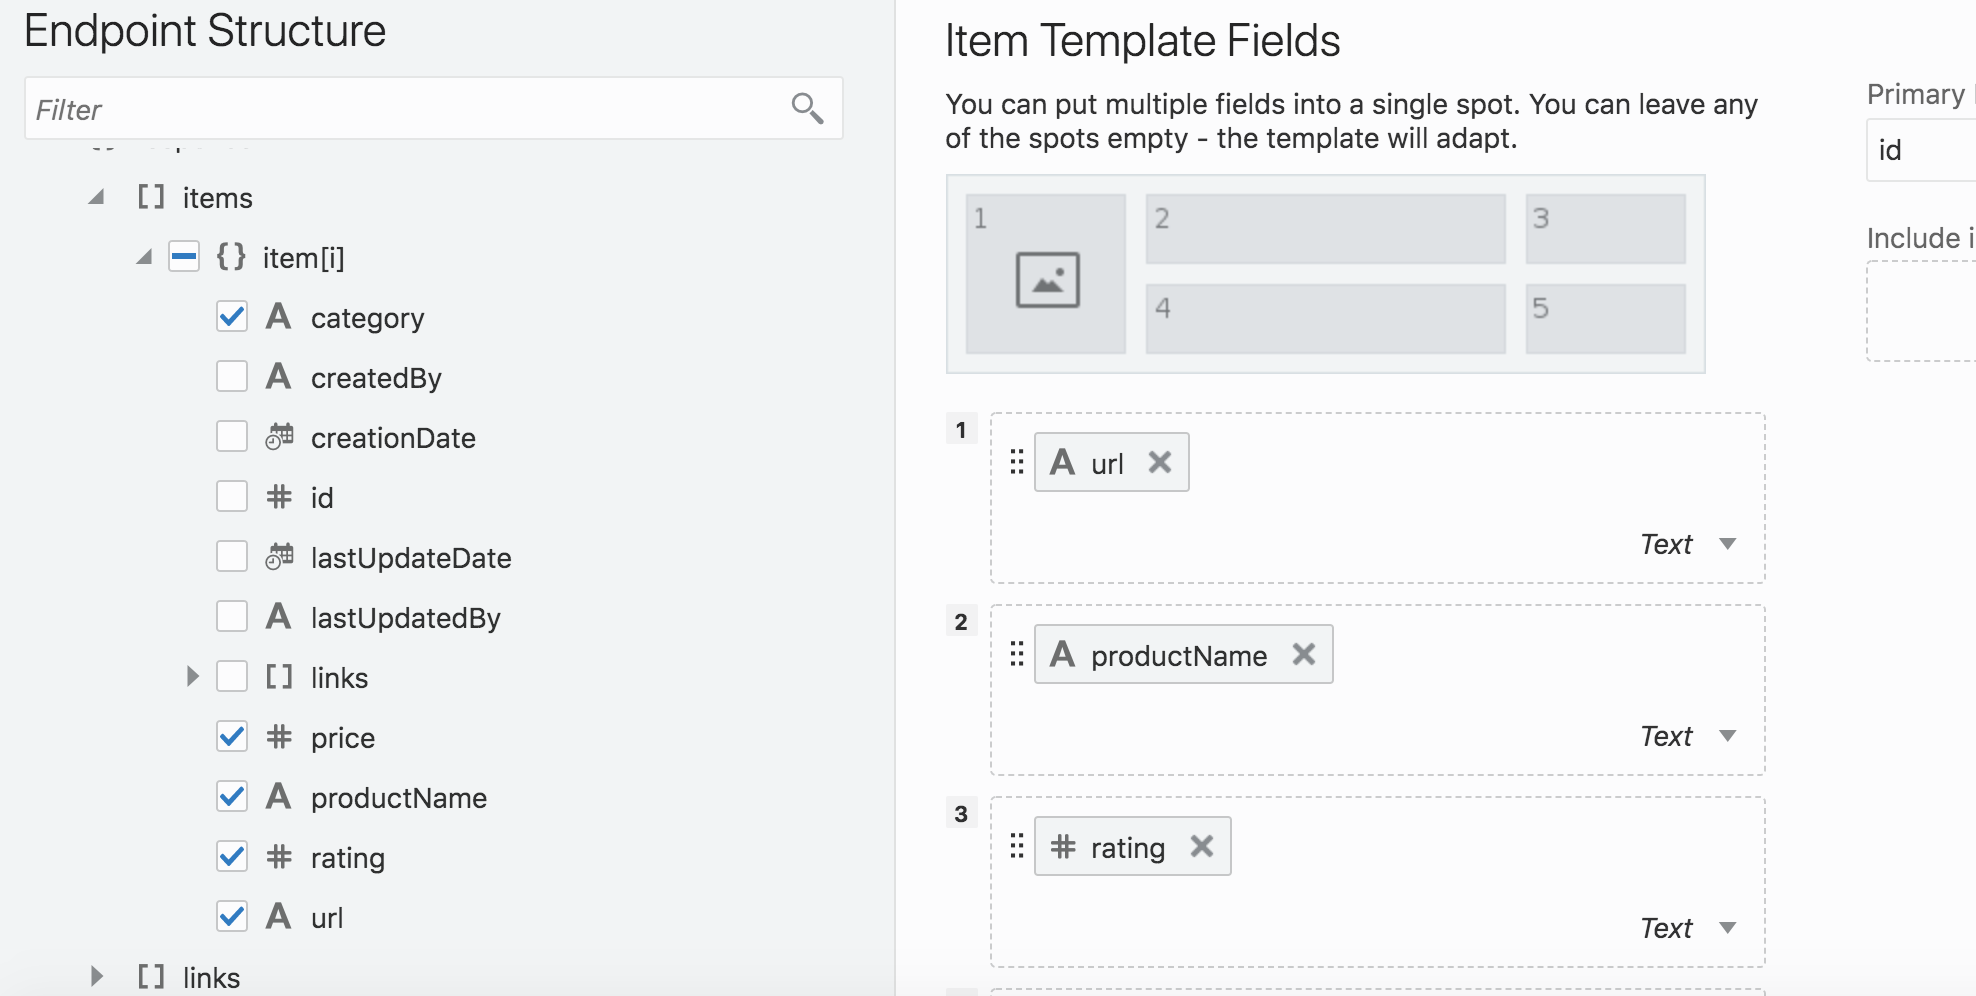 Endpoint Structure
Filter
items
item[i]
category
createdBy
creationDate
id
lastUpdateDate
lastUpdatedBy
links
price
productName
rating
url
links
Item Template Fields
You can put multiple fields into a single spot. You can leave any
of the spots empty - the template will adapt.
1
2
3
4
5
1
A url
Text
2
A productName
Text
3
# rating
Text
Primary
id
Include i